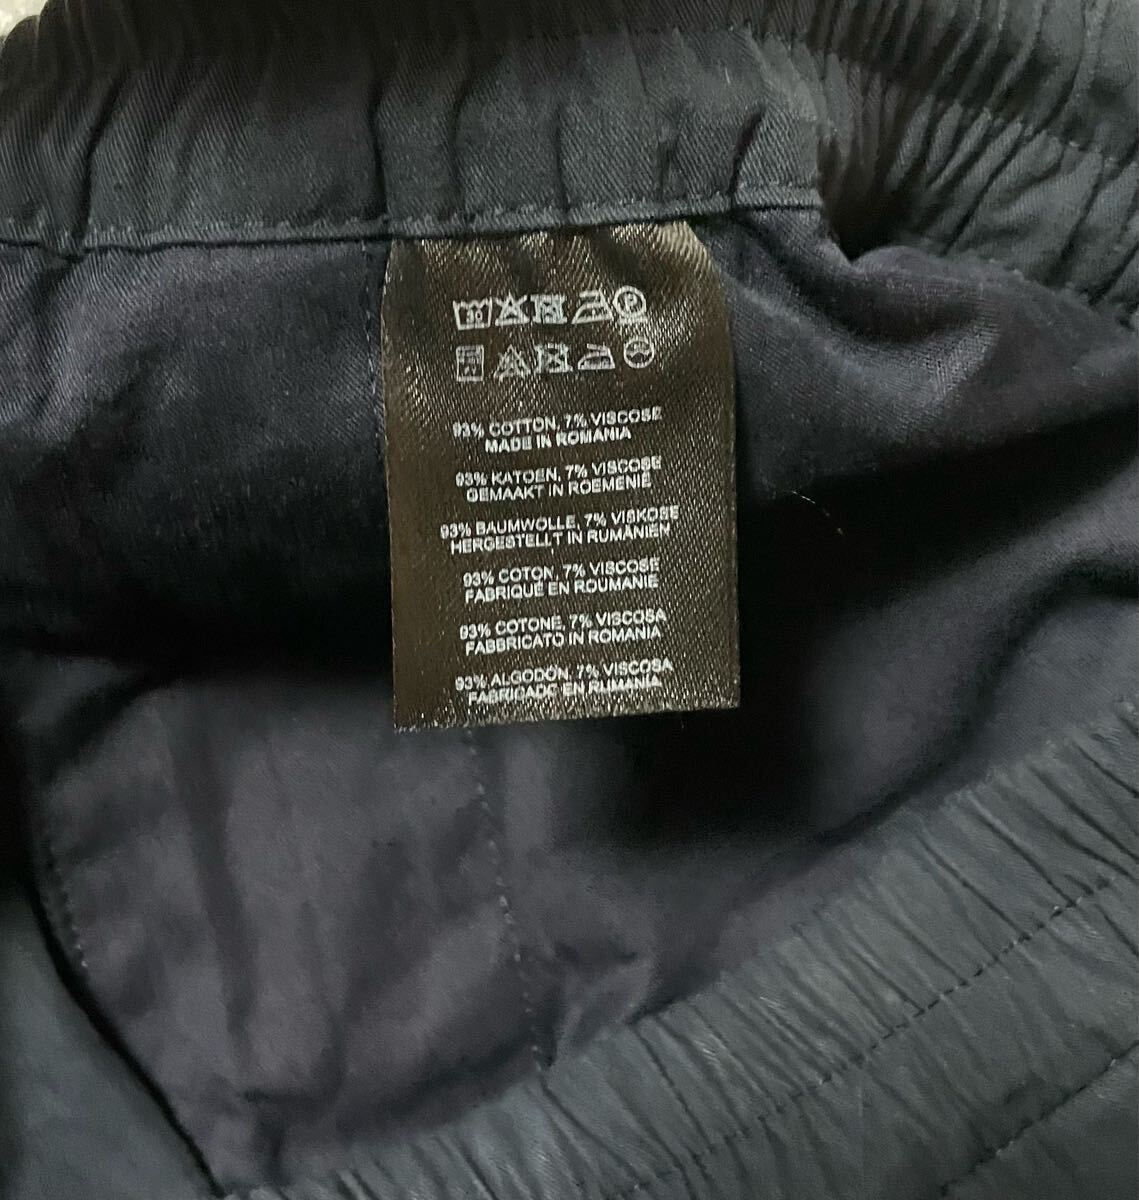 30 P
93% COTTON, 7% VISCOSE
MADE IN ROMANIA
93% KATOEN, 7% VISCOSE
GEMAAKT IN ROEMENIE
93% BAUMWOLLE, 7% VISKOSE
HERGESTELLT IN RUMÄNIEN
93% COTON, 7% VISCOSE
FABRIQUE EN ROUMANIE
93% COTONE, 7% VISCOSA
FABBRICATO IN ROMANIA
93% ALGODÓN, 7% VISCOSA
FABRICADO EN RUMANIA